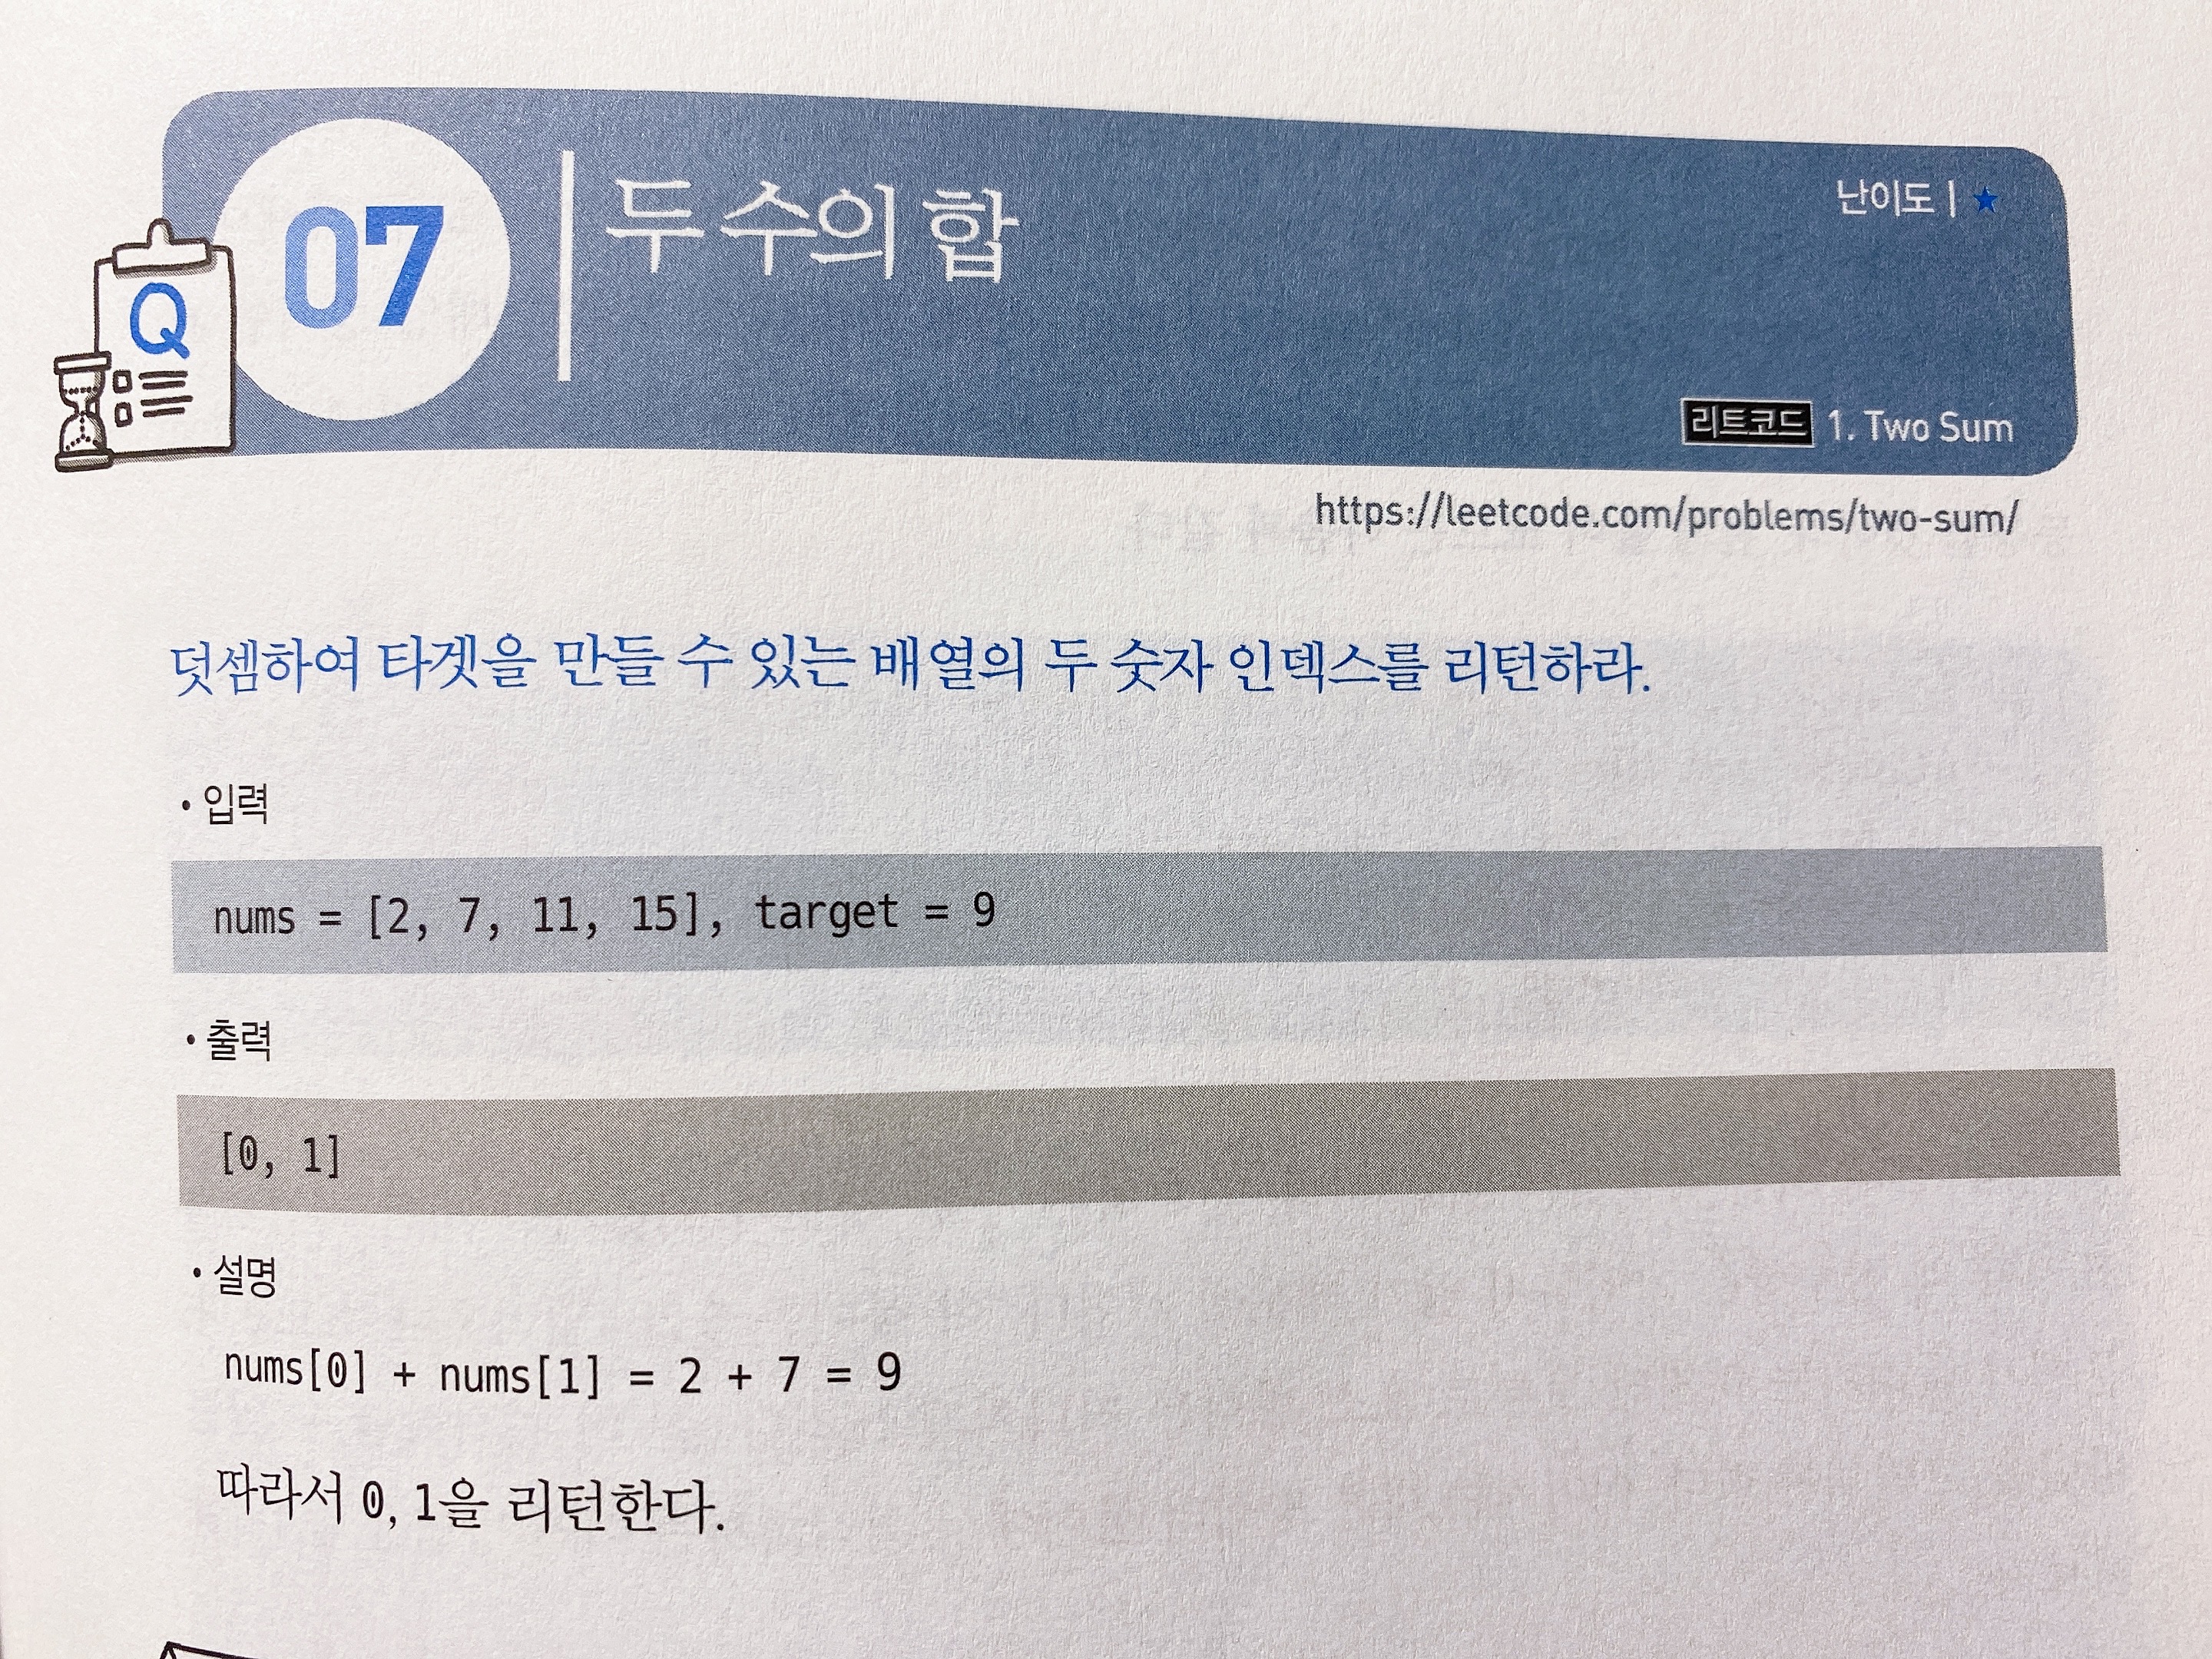 07
두 수의 합
난이도 | ★
Q
리트코드 1. Two Sum
https://leetcode.com/problems/two-sum/
덧셈하여 타겟을 만들 수 있는 배열의 두 숫자 인덱스를 리턴하라.
• 입력
nums = [2, 7, 11, 15], target = 9
• 출력
[0, 1]
• 설명
nums[0] + nums[1] = 2 + 7 = 9
따라서 0, 1을 리턴한다.